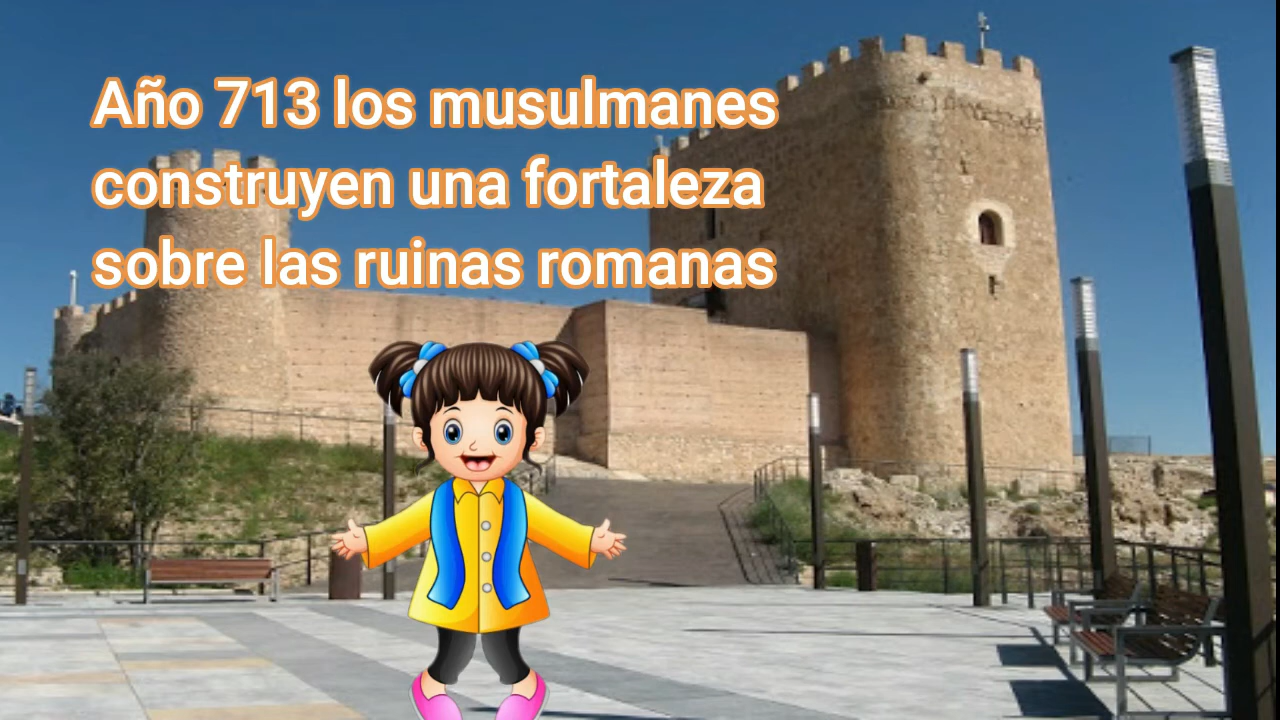 Año 713 los musulmanes
construyen una fortaleza
sobre las ruinas romanas